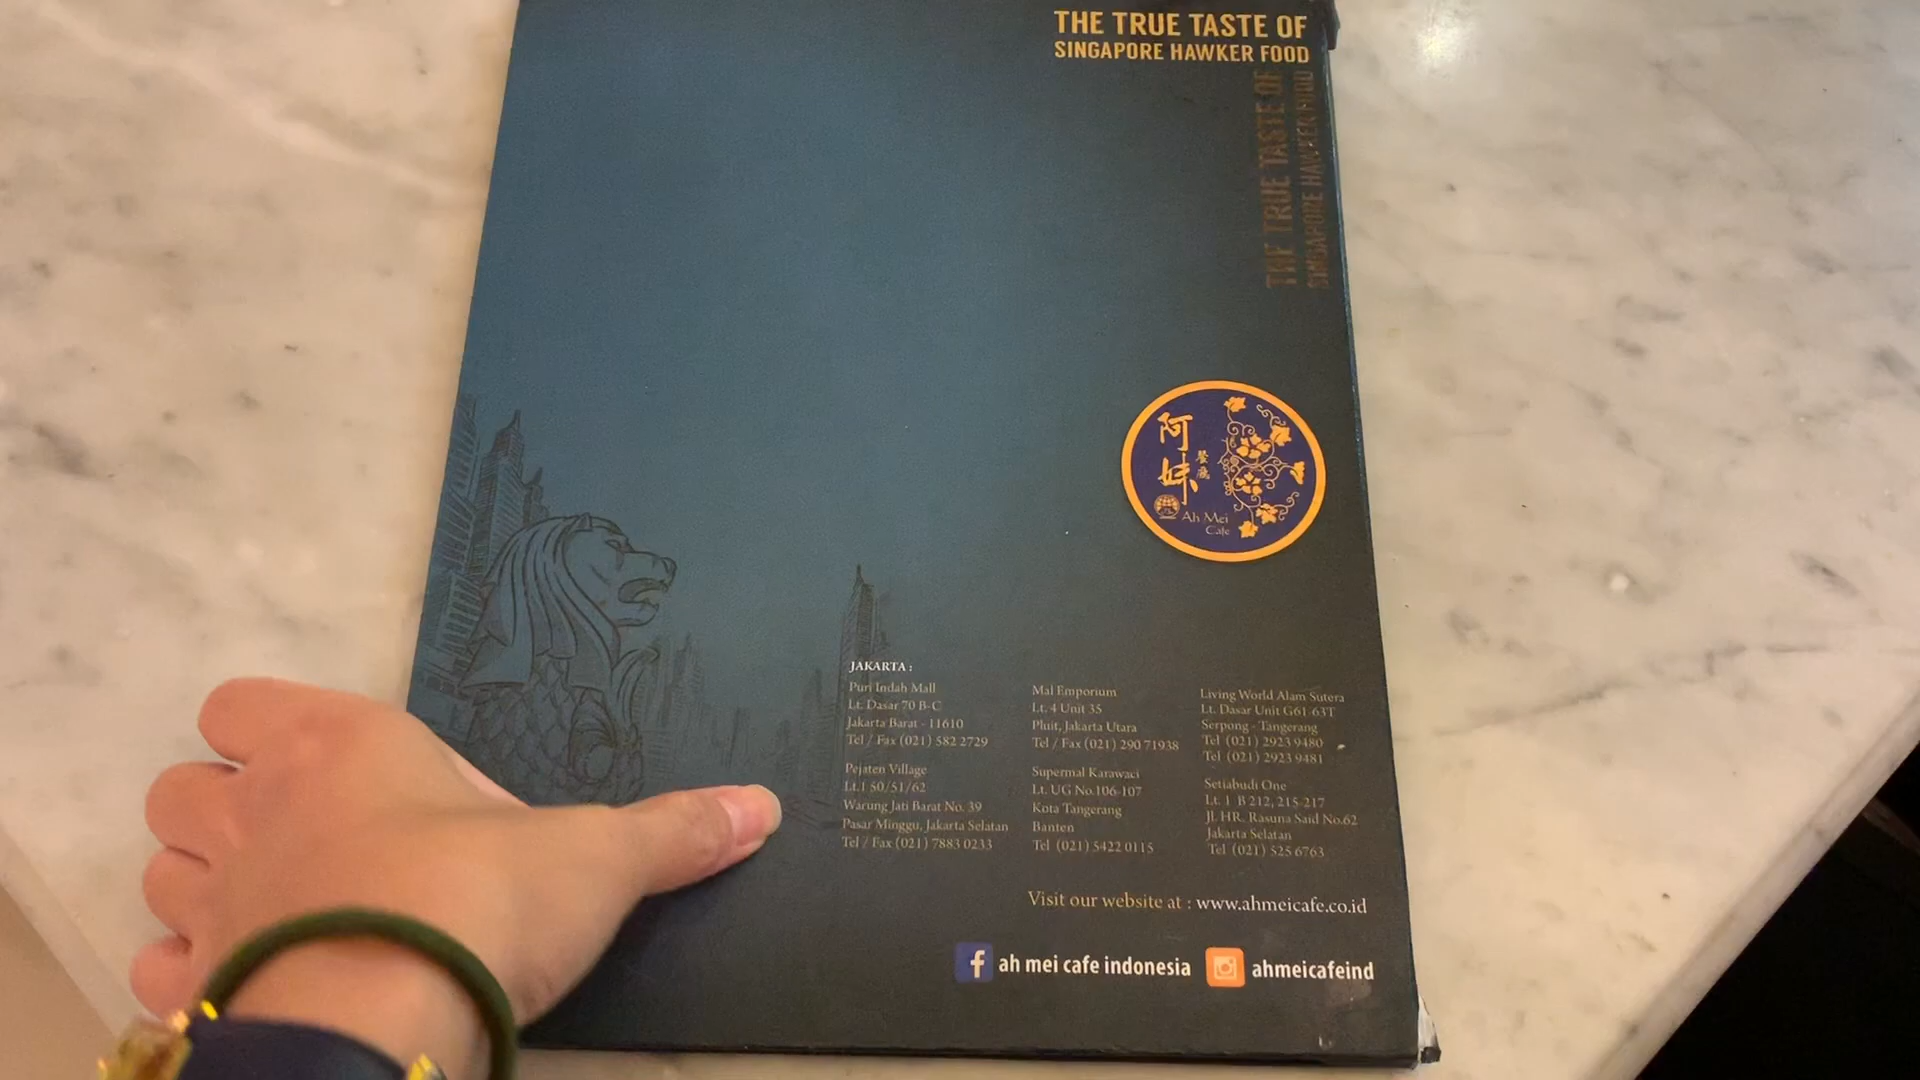 THE TRUE TASTE OF
SINGAPORE HAWKER FOOD
THE TRUE TASTE OF
SINGAPORE HAWKER FOOD
阿
妹
Ah Mei
Cafe
JAKARTA :
Puri Indah Mall
Lt. Dasar 70 B-C
Jakarta Barat - 11610
Tel / Fax (021) 582 2729
Pejaten Village
Lt.1 50/51/62
Warung Jati Barat No. 39
Pasar Minggu, Jakarta Selatan
Tel / Fax (021) 7883 0233
Mal Emporium
Lt. 4 Unit 35
Pluit, Jakarta Utara
Tel / Fax (021) 290 71938
Supermal Karawaci
Lt. UG No.106-107
Kota Tangerang
Banten
Tel (021) 5422 0115
Living World Alam Sutera
Lt. Dasar Unit G61-63T
Serpong - Tangerang
Tel (021) 2923 9480
Tel (021) 2923 9481
Setiabudi One
Lt. 1 B 212, 215-217
Jl. HR. Rasuna Said No.62
Jakarta Selatan
Tel (021) 525 6763
Visit our website at : www.ahmeicafe.co.id
ah mei cafe indonesia
ahmeicafeind